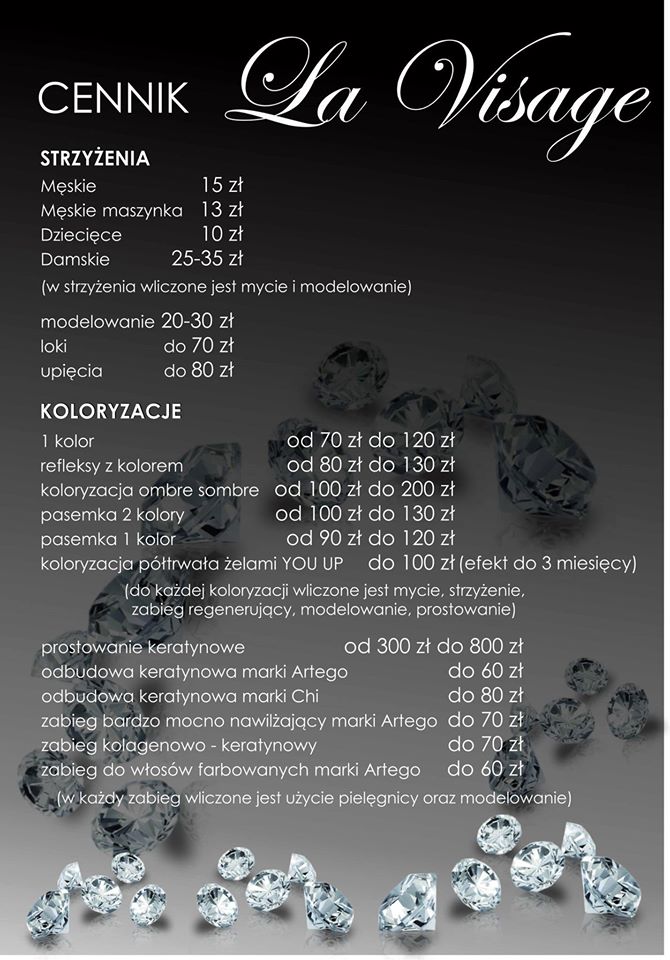 CENNIK La Visage
STRZYŻENIA
Męskie 15 zł
Męskie maszynka 13 zł
Dziecięce 10 zł
Damskie 25-35 zł
(w strzyżenia wliczone jest mycie i modelowanie)
modelowanie 20-30 zł
loki do 70 zł
upięcia do 80 zł
KOLORYZACJE
1 kolor od 70 zł do 120 zł
refleksy z kolorem od 80 zł do 130 zł
koloryzacja ombre sombre od 100 zł do 200 zł
pasemka 2 kolory od 100 zł do 130 zł
pasemka 1 kolor od 90 zł do 120 zł
koloryzacja półtrwała żelami YOU UP do 100 zł (efekt do 3 miesięcy)
(do każdej koloryzacji wliczone jest mycie, strzyżenie,
zabieg regenerujący, modelowanie, prostowanie)
prostowanie keratynowe od 300 zł do 800 zł
odbudowa keratynowa marki Artego do 60 zł
odbudowa keratynowa marki Chi do 80 zł
zabieg bardzo mocno nawilżający marki Artego do 70 zł
zabieg kolagenowo - keratynowy do 70 zł
zabieg do włosów farbowanych marki Artego do 60 zł
(w każdy zabieg wliczone jest użycie pielęgnicy oraz modelowanie)